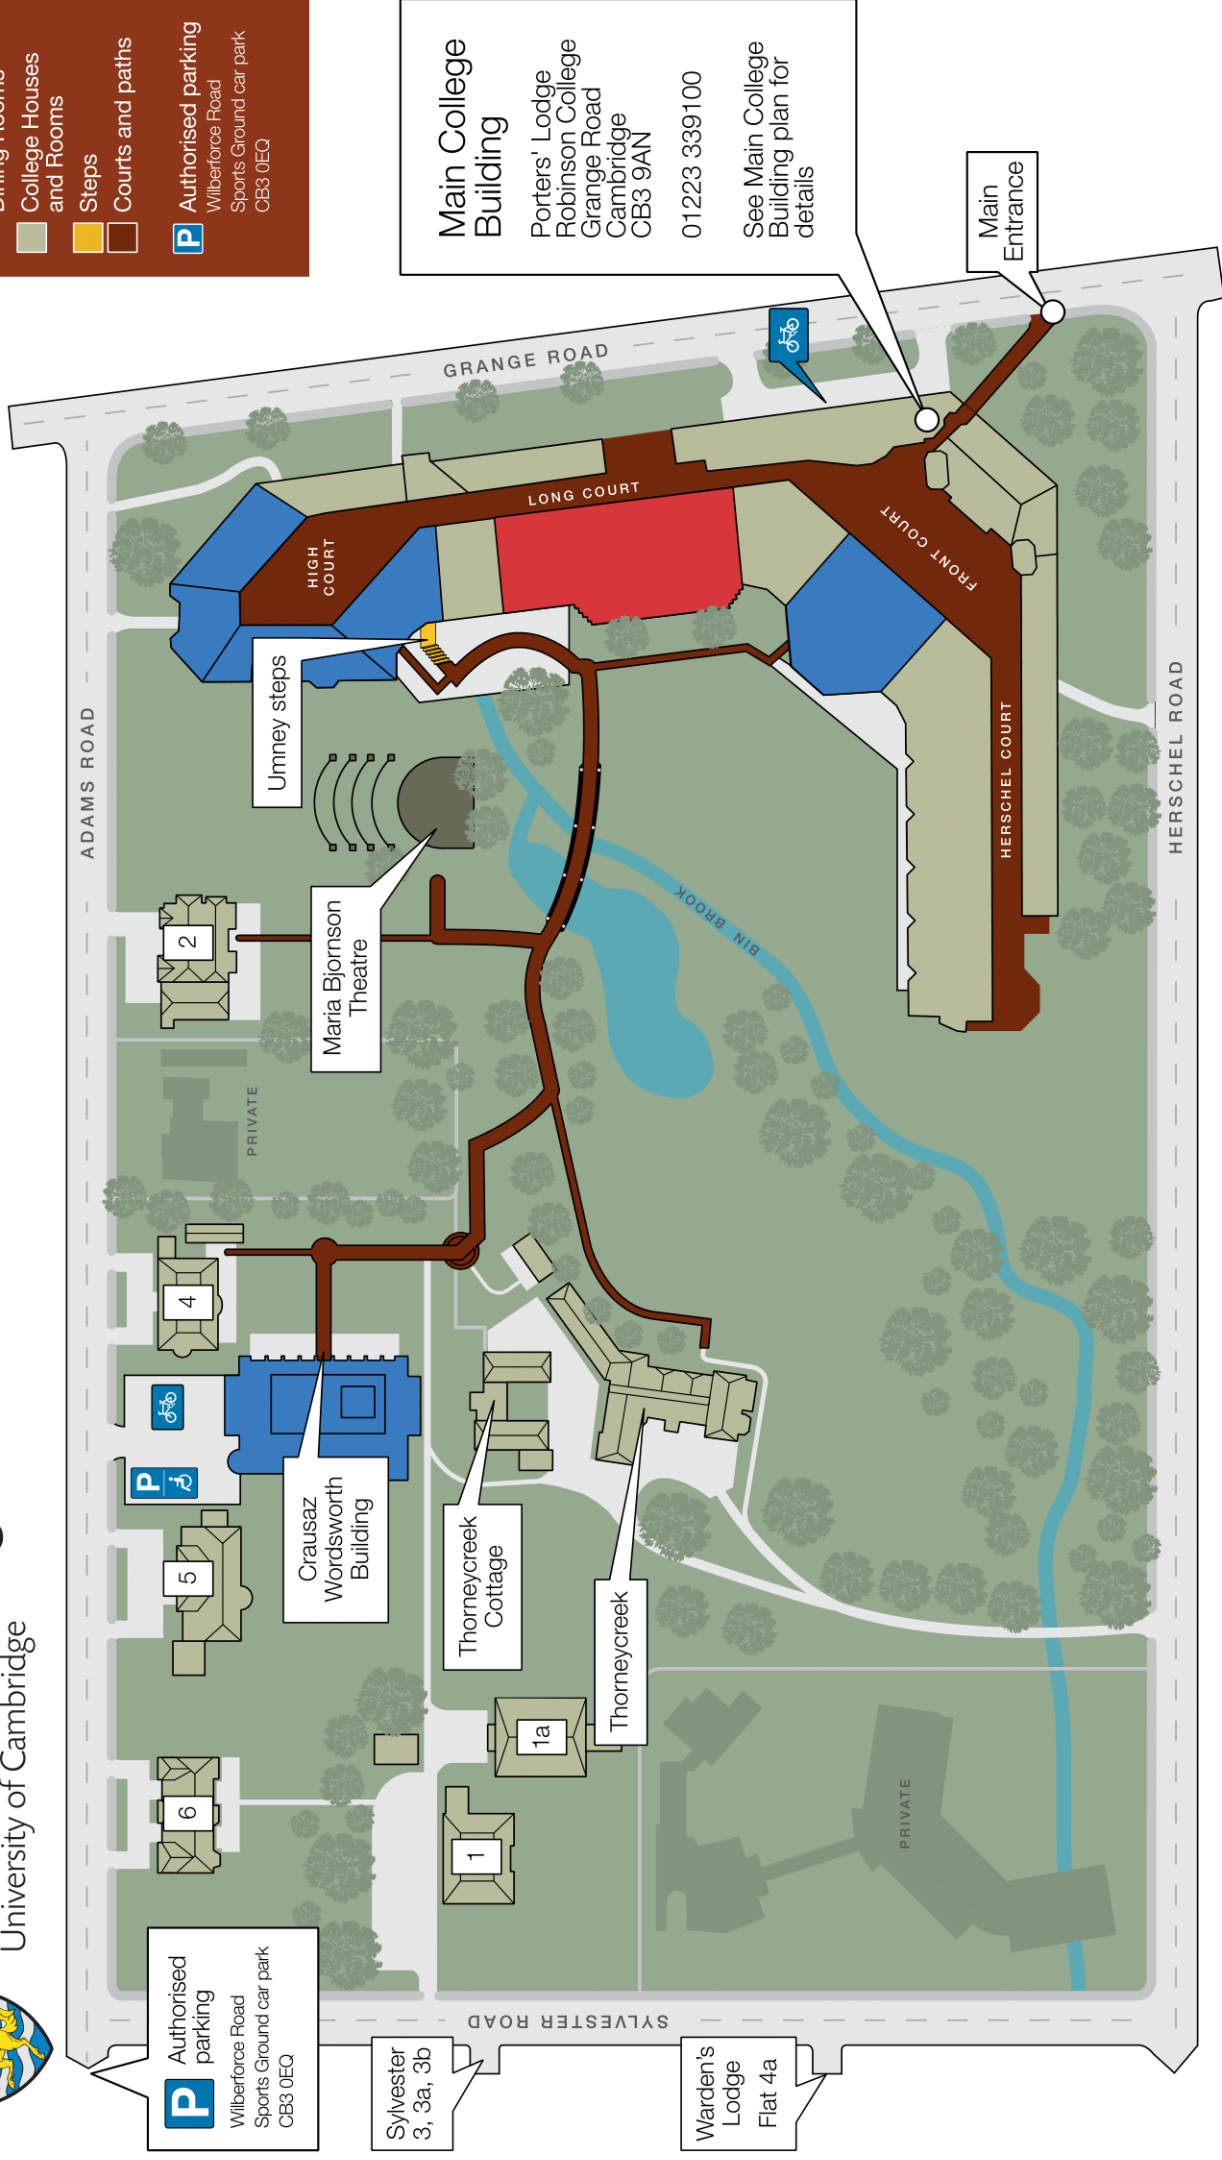 University of Cambridge
College Houses
and Rooms
Steps
Courts and paths
P
Authorised parking
Wilberforce Road
Sports Ground car park
CB3 0EQ
Main College
Building
Porters' Lodge
Robinson College
Grange Road
Cambridge
CB3 9AN
01223 339100
See Main College
Building plan for
details
Main
Entrance
GRANGE ROAD
ADAMS ROAD
HERSCHEL ROAD
SYLVESTER ROAD
HIGH
COURT
LONG COURT
FRONT COURT
HERSCHEL COURT
Umney steps
Maria Bjornson
Theatre
BIN BROOK
2
PRIVATE
4
P
5
6
Crausaz
Wordsworth
Building
Thorneycreek
Cottage
Thorneycreek
1a
1
PRIVATE
P
Authorised
parking
Wilberforce Road
Sports Ground car park
CB3 0EQ
Sylvester
3, 3a, 3b
Warden's
Lodge
Flat 4a